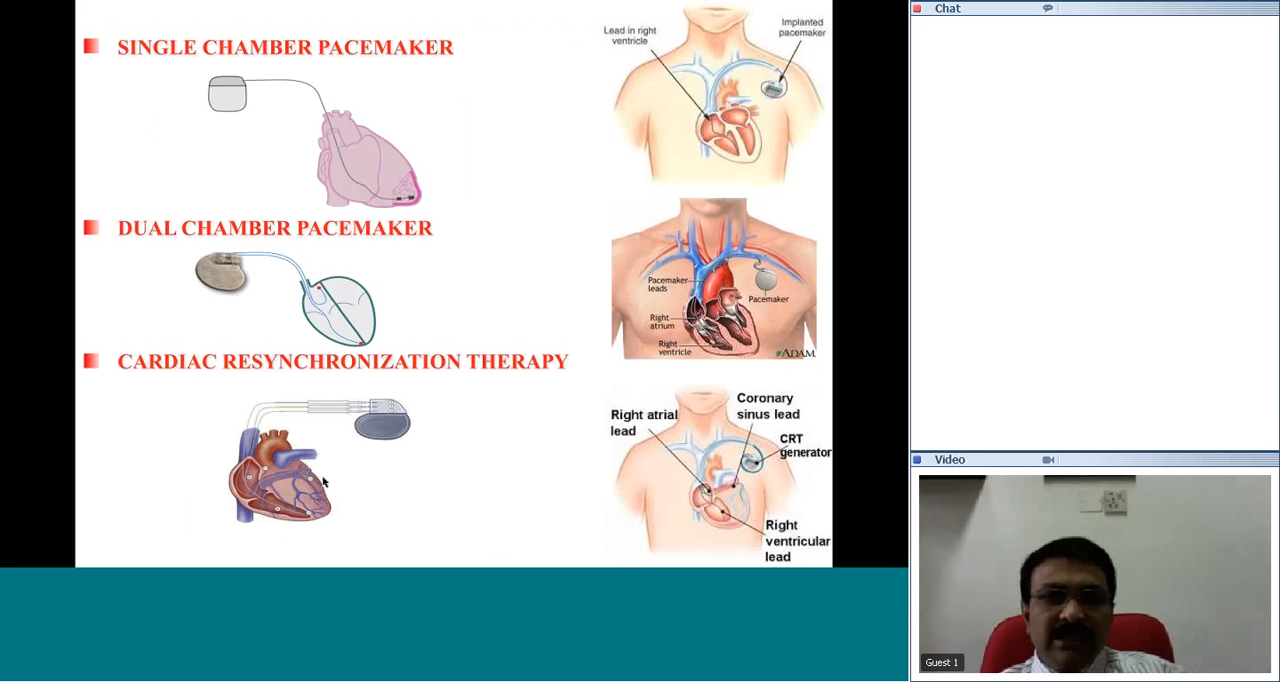 SINGLE CHAMBER PACEMAKER
Lead in right
ventricle
Implanted
pacemaker
DUAL CHAMBER PACEMAKER
Pacemaker
leads
Pacemaker
Right
atrium
Right
ventricle
ADAM
CARDIAC RESYNCHRONIZATION THERAPY
Right atrial
lead
Coronary
sinus lead
CRT
generator
Right
ventricular
lead
Chat
Video
Guest 1